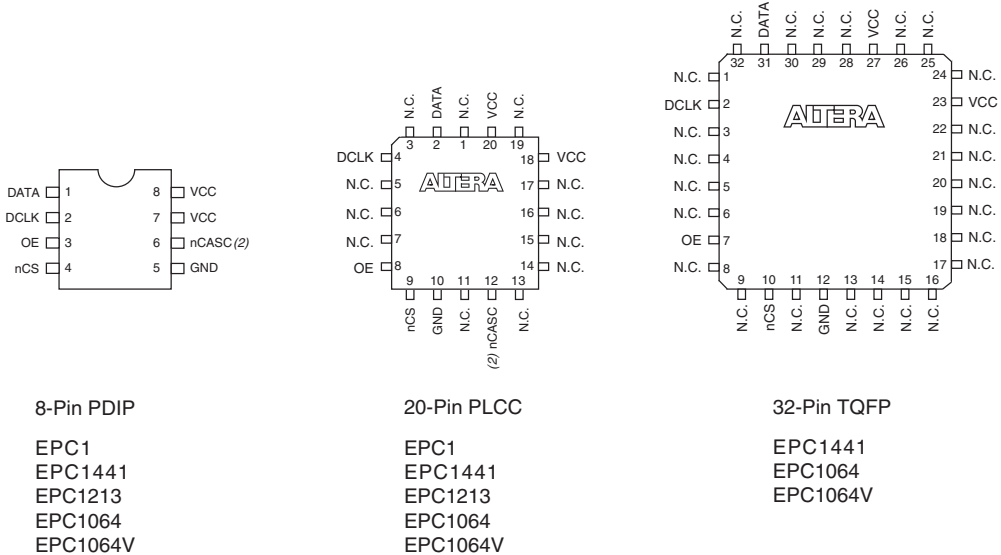 DATA 1 8 VCC
DCLK 2 7 VCC
OE 3 6 nCASC (2)
nCS 4 5 GND
8-Pin PDIP
EPC1
EPC1441
EPC1213
EPC1064
EPC1064V
N.C. DATA N.C. VCC N.C.
3 2 1 20 19
DCLK 4 18 VCC
ALTERA
N.C. 5 17 N.C.
N.C. 6 16 N.C.
N.C. 7 15 N.C.
OE 8 14 N.C.
9 10 11 12 13
nCS GND N.C. (2) nCASC N.C.
20-Pin PLCC
EPC1
EPC1441
EPC1213
EPC1064
EPC1064V
N.C. DATA N.C. N.C. N.C. VCC N.C. N.C.
32 31 30 29 28 27 26 25
N.C. 1 24 N.C.
DCLK 2 23 VCC
ALTERA
N.C. 3 22 N.C.
N.C. 4 21 N.C.
N.C. 5 20 N.C.
N.C. 6 19 N.C.
OE 7 18 N.C.
N.C. 8 17 N.C.
9 10 11 12 13 14 15 16
N.C. nCS N.C. GND N.C. N.C. N.C. N.C.
32-Pin TQFP
EPC1441
EPC1064
EPC1064V